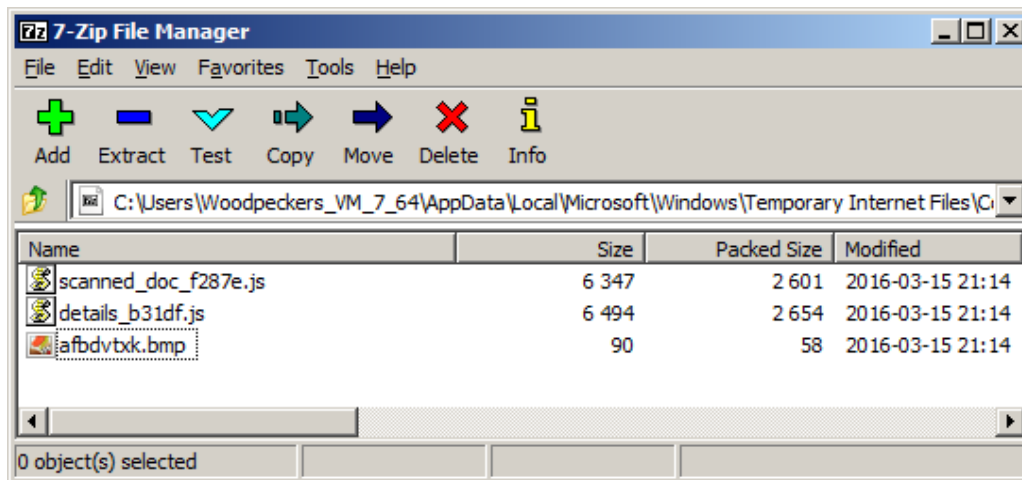 7z 7-Zip File Manager
File Edit View Favorites Tools Help
Add Extract Test Copy Move Delete Info
C:\Users\Woodpeckers_VM_7_64\AppData\Local\Microsoft\Windows\Temporary Internet Files\C
Name Size Packed Size Modified
scanned_doc_f287e.js 6 347 2 601 2016-03-15 21:14
details_b31df.js 6 494 2 654 2016-03-15 21:14
afbdvtxk.bmp 90 58 2016-03-15 21:14
0 object(s) selected